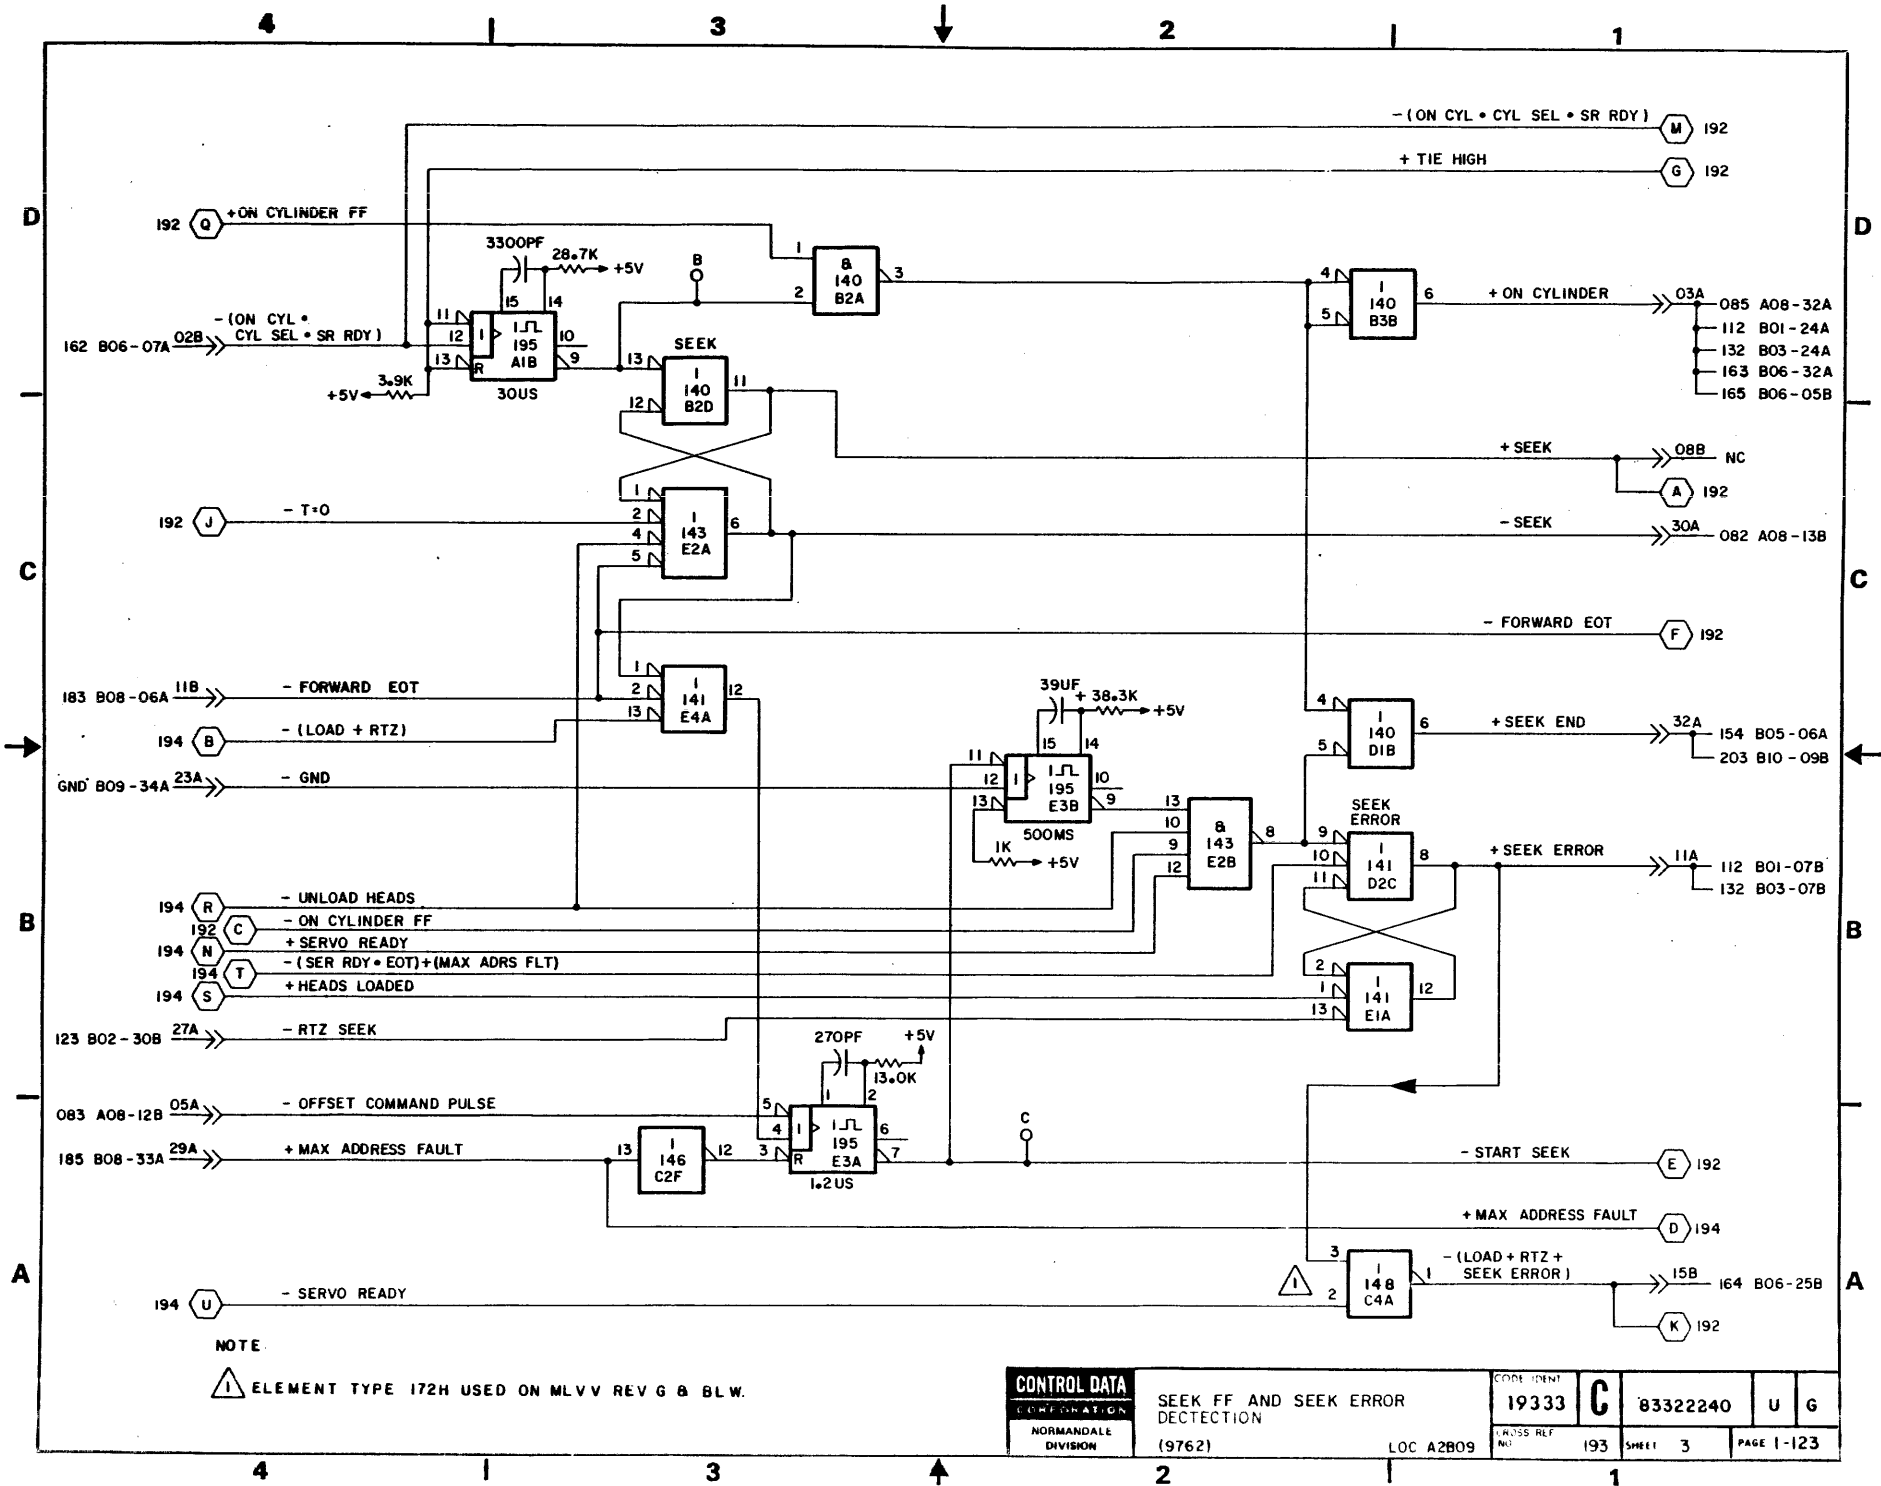 4 3 2 1
-(ON CYL • CYL SEL • SR RDY) M 192
+ TIE HIGH G 192
D D
192 Q +ON CYLINDER FF
3300PF 28.7K +5V
15 14
B
1 2 & 140 B2A 3
-(ON CYL •
CYL SEL • SR RDY)
162 B06-07A 02B
11 12 13 R I I 195 A1B 10 9
30US
3.9K +5V
SEEK
13 12 I 140 B2D 11
4 5 I 140 B3B 6
+ON CYLINDER 03A 085 A08-32A
112 B01-24A
132 B03-24A
163 B06-32A
165 B06-05B
+SEEK 08B NC
A 192
192 J - T=0
1 2 4 5 I 143 E2A 6
- SEEK 30A 082 A08-13B
C C
- FORWARD EOT F 192
183 B08-06A 11B - FORWARD EOT
1 2 13 I 141 E4A 12
194 B -(LOAD + RTZ)
GND B09-34A 23A - GND
39UF + 38.3K +5V
15 14
11 12 13 I I 195 E3B 10 9
500MS
1K +5V
4 5 I 140 D1B 6
+SEEK END 32A 154 B05-06A
203 B10-09B
13 10 9 12 & 143 E2B 8
SEEK
ERROR
9 10 11 I 141 D2C 8
+SEEK ERROR 11A 112 B01-07B
132 B03-07B
194 R - UNLOAD HEADS
B B
192 C - ON CYLINDER FF
194 N + SERVO READY
194 T -(SER RDY • EOT)+(MAX ADRS FLT)
194 S +HEADS LOADED
2 1 13 I 141 E1A 12
123 B02-30B 27A - RTZ SEEK
270PF +5V
13.0K
1 2
083 A08-12B 05A - OFFSET COMMAND PULSE
5 4 3 R I I 195 E3A 6 7
1.2US
185 B08-33A 29A +MAX ADDRESS FAULT
13 I 146 C2F 12
C
- START SEEK E 192
+MAX ADDRESS FAULT D 194
A A
3 2 I 148 C4A 1
-(LOAD+RTZ+
SEEK ERROR)
15B 164 B06-25B
K 192
1
194 U - SERVO READY
NOTE
1 ELEMENT TYPE 172H USED ON MLVV REV G & BLW.
CONTROL DATA
CORPORATION
NORMANDALE
DIVISION
SEEK FF AND SEEK ERROR
DECTECTION
(9762) LOC A2B09
CODE IDENT
19333 C 83322240 U G
CROSS REF
NO 193 SHEET 3 PAGE 1-123
4 3 2 1